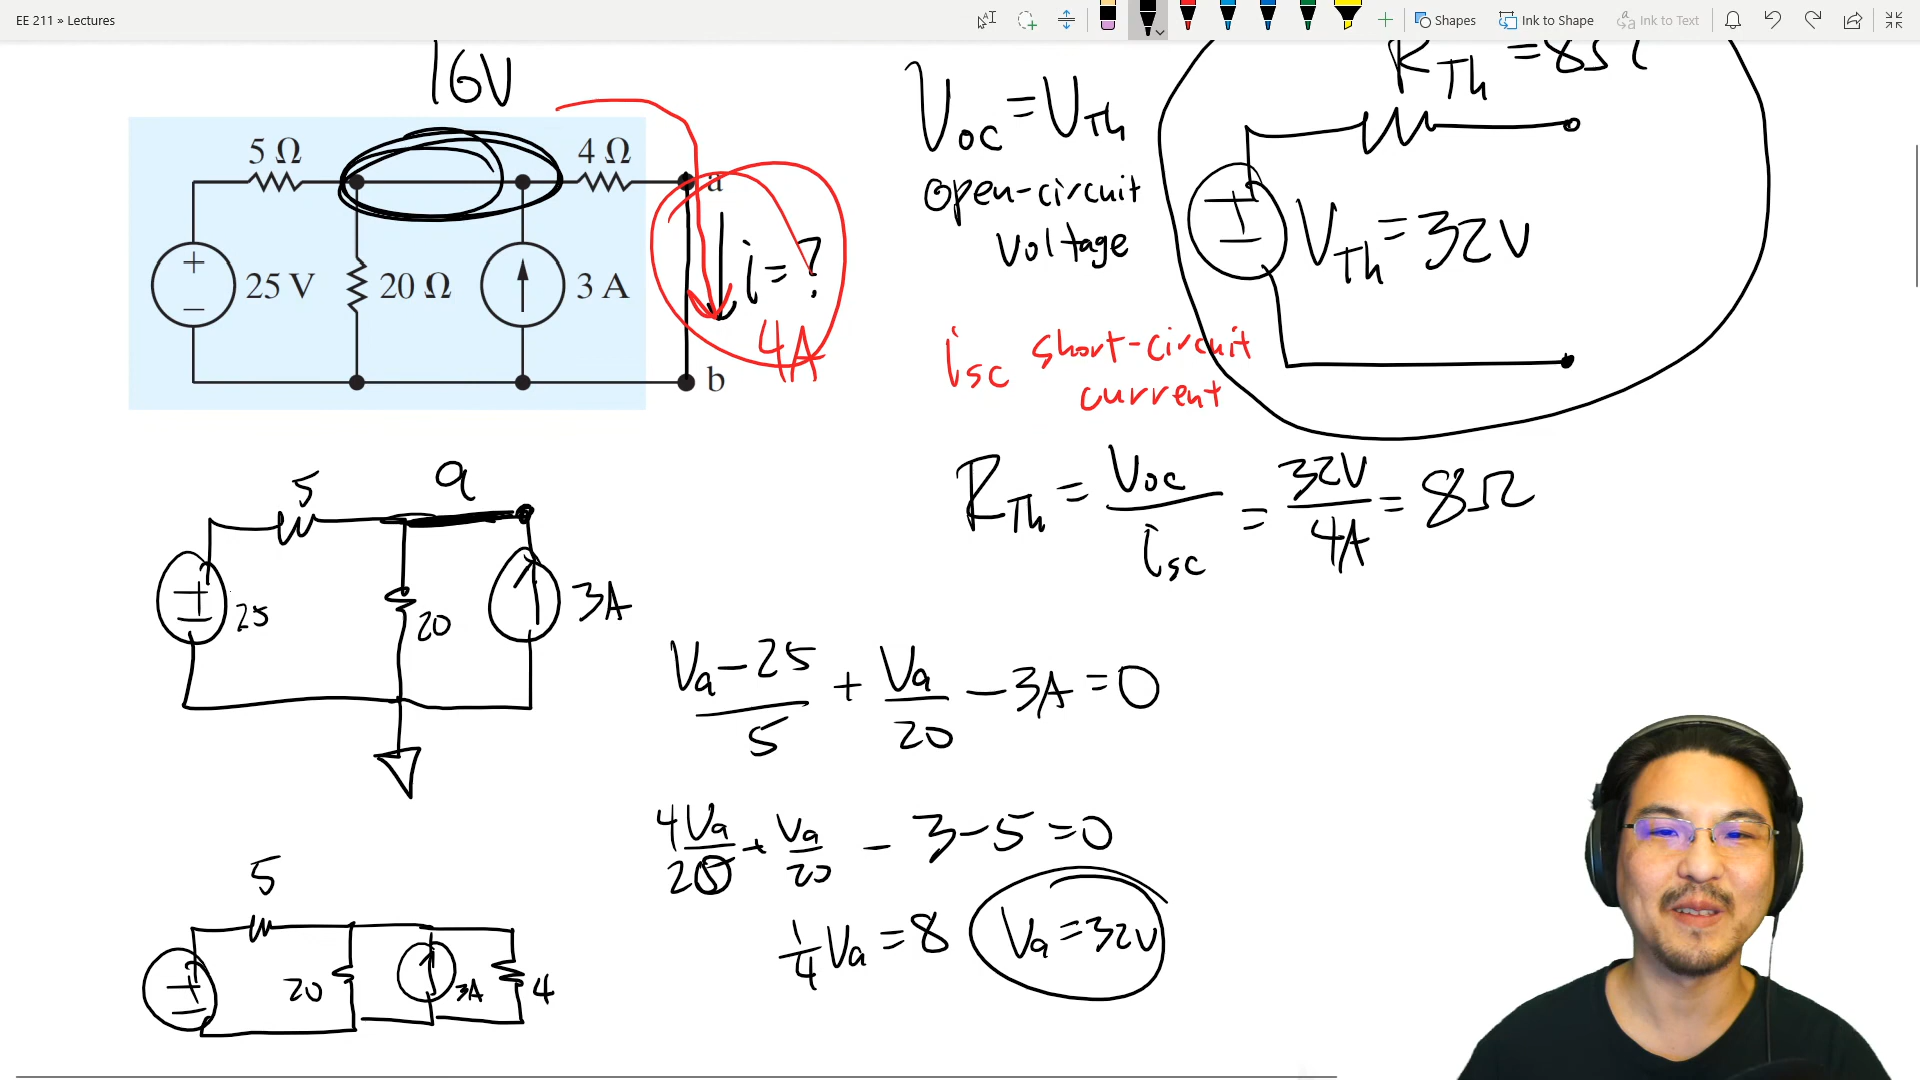 EE 211 » Lectures
Shapes
Ink to Shape
Ink to Text
16V
5 Ω
4 Ω
a
25 V
20 Ω
3 A
b
i=?
4A
Voc = VTh
open-circuit
voltage
isc short-circuit
current
RTh = 8Ω
VTh = 32V
RTh = Voc / isc = 32V / 4A = 8Ω
5
a
25
20
3A
Va-25 / 5 + Va / 20 - 3A = 0
4Va / 20 + Va / 20 - 3 - 5 = 0
1/4 Va = 8
Va = 32V
5
20
3A
4